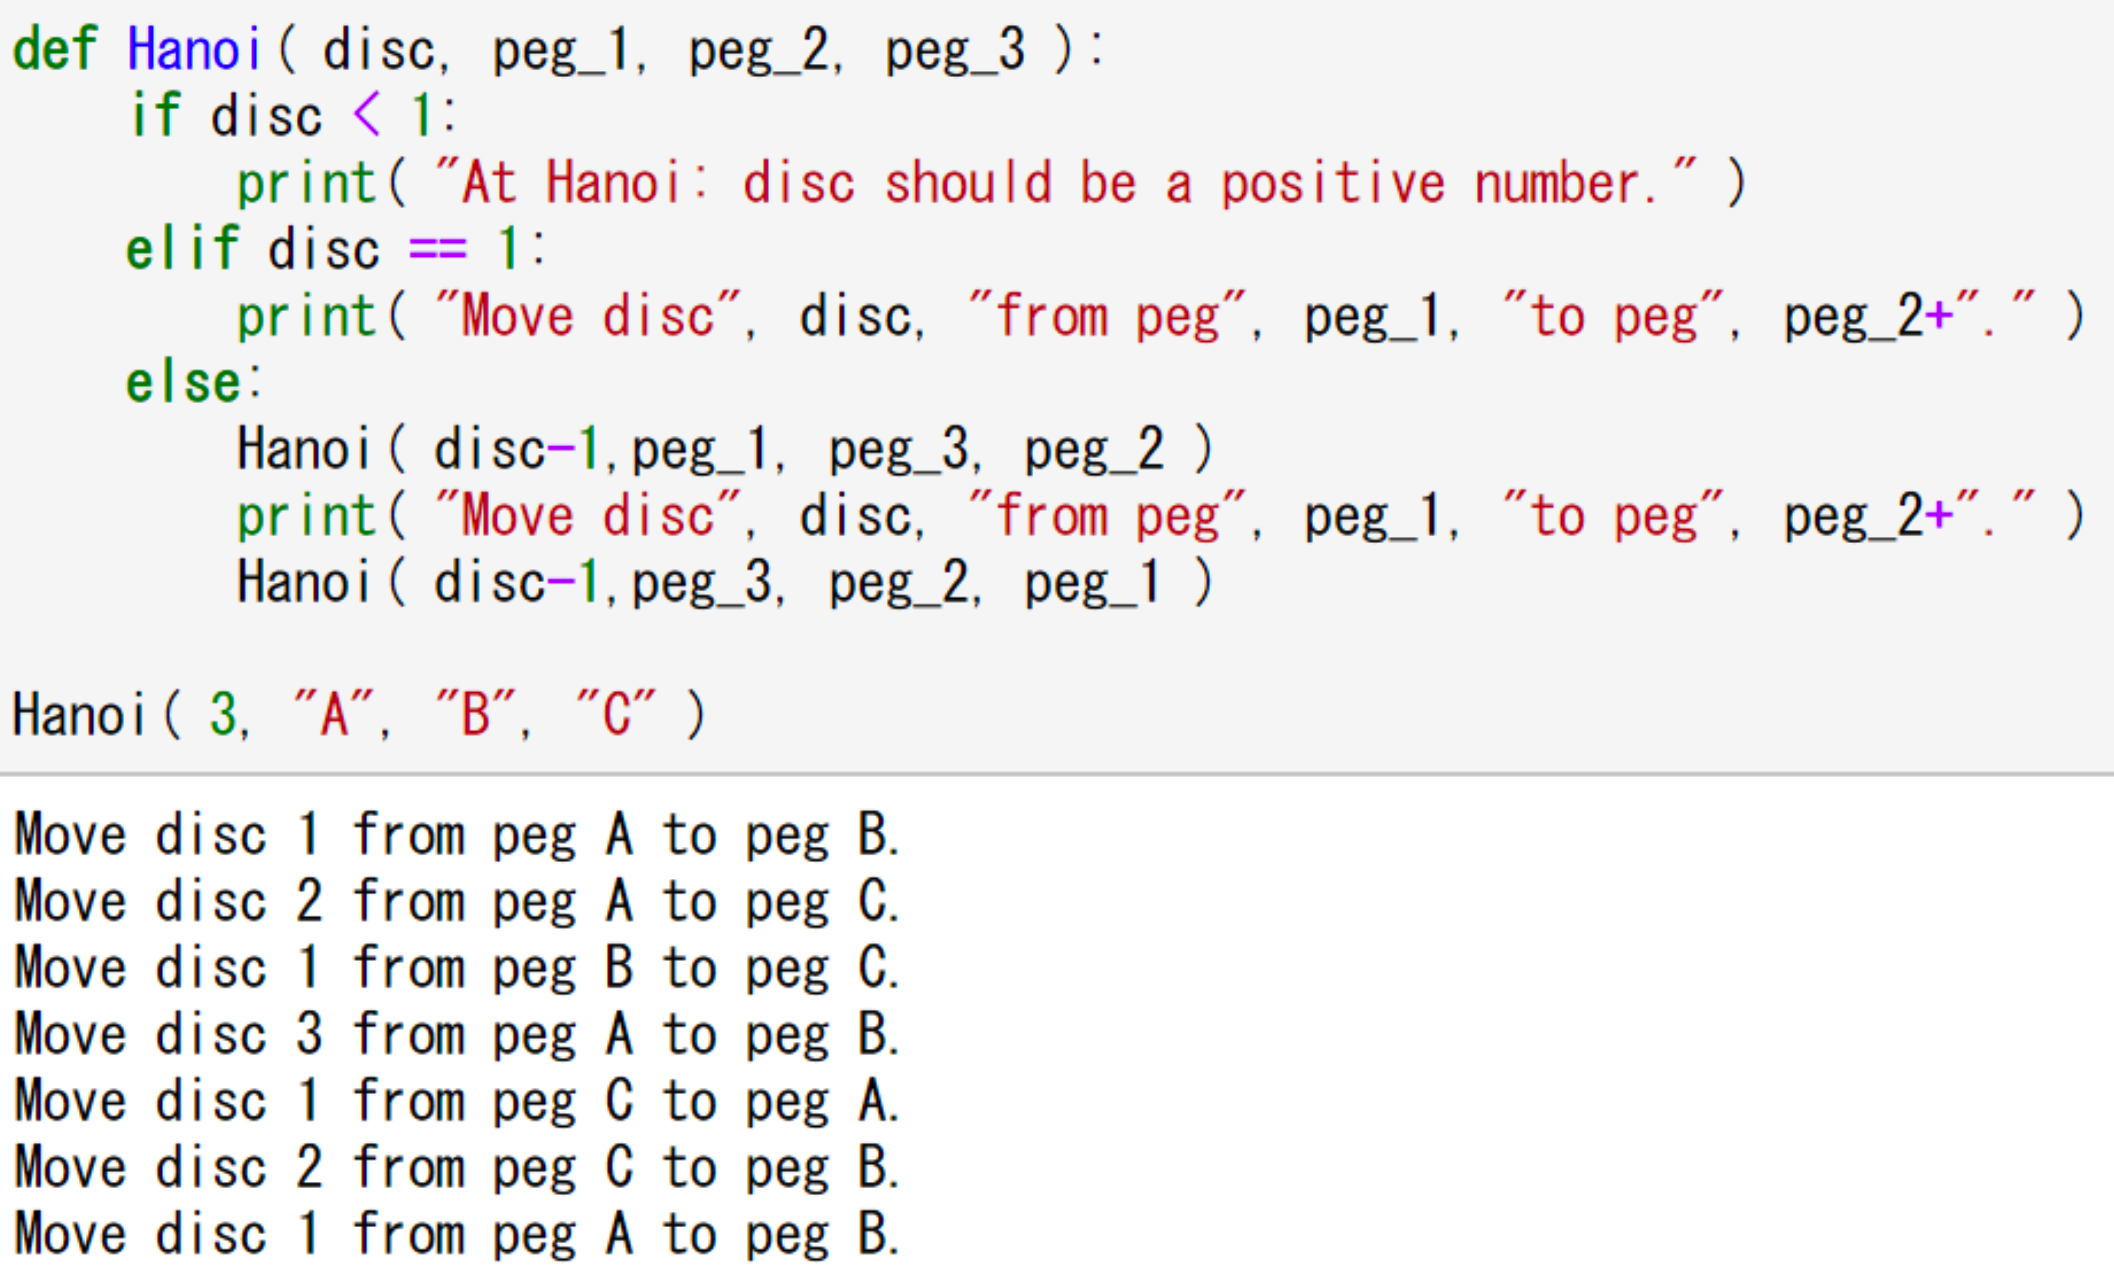 def Hanoi( disc, peg_1, peg_2, peg_3 ):
    if disc < 1:
        print( "At Hanoi: disc should be a positive number." )
    elif disc == 1:
        print( "Move disc", disc, "from peg", peg_1, "to peg", peg_2+"." )
    else:
        Hanoi( disc-1,peg_1, peg_3, peg_2 )
        print( "Move disc", disc, "from peg", peg_1, "to peg", peg_2+"." )
        Hanoi( disc-1,peg_3, peg_2, peg_1 )

Hanoi( 3, "A", "B", "C" )
Move disc 1 from peg A to peg B.
Move disc 2 from peg A to peg C.
Move disc 1 from peg B to peg C.
Move disc 3 from peg A to peg B.
Move disc 1 from peg C to peg A.
Move disc 2 from peg C to peg B.
Move disc 1 from peg A to peg B.